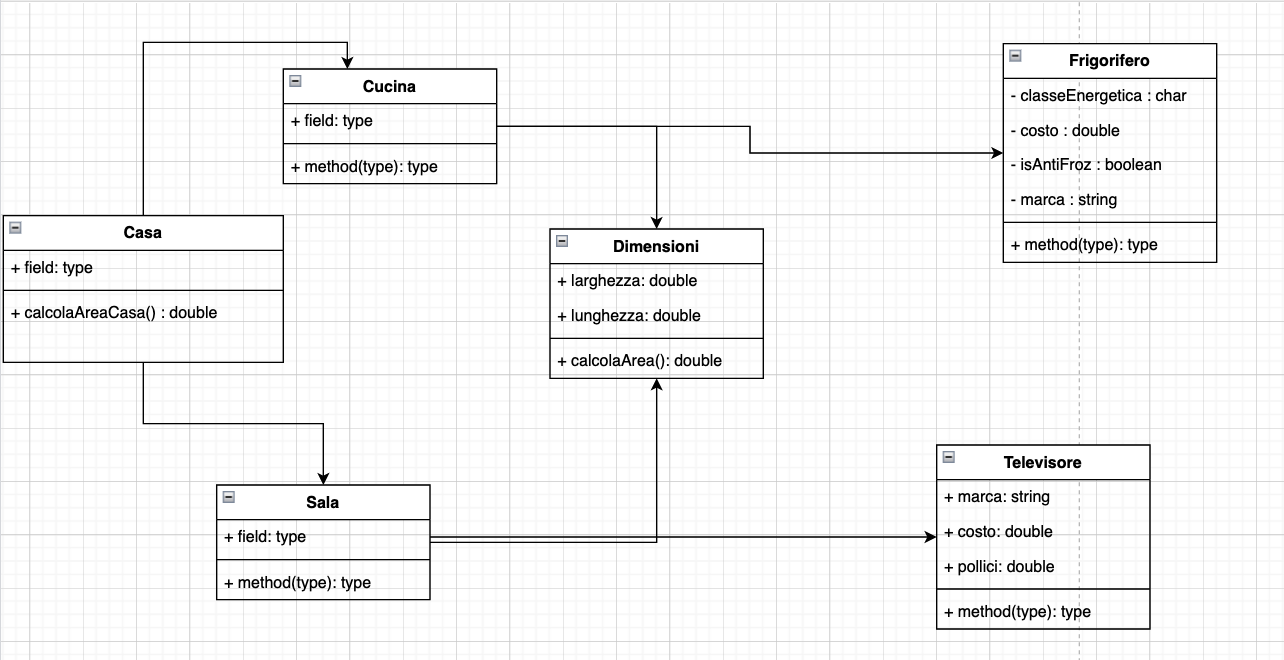 Cucina
+ field: type
+ method(type): type
Frigorifero
- classeEnergetica : char
- costo : double
- isAntiFroz : boolean
- marca : string
+ method(type): type
Casa
+ field: type
+ calcolaAreaCasa() : double
Dimensioni
+ larghezza: double
+ lunghezza: double
+ calcolaArea(): double
Sala
+ field: type
+ method(type): type
Televisore
+ marca: string
+ costo: double
+ pollici: double
+ method(type): type